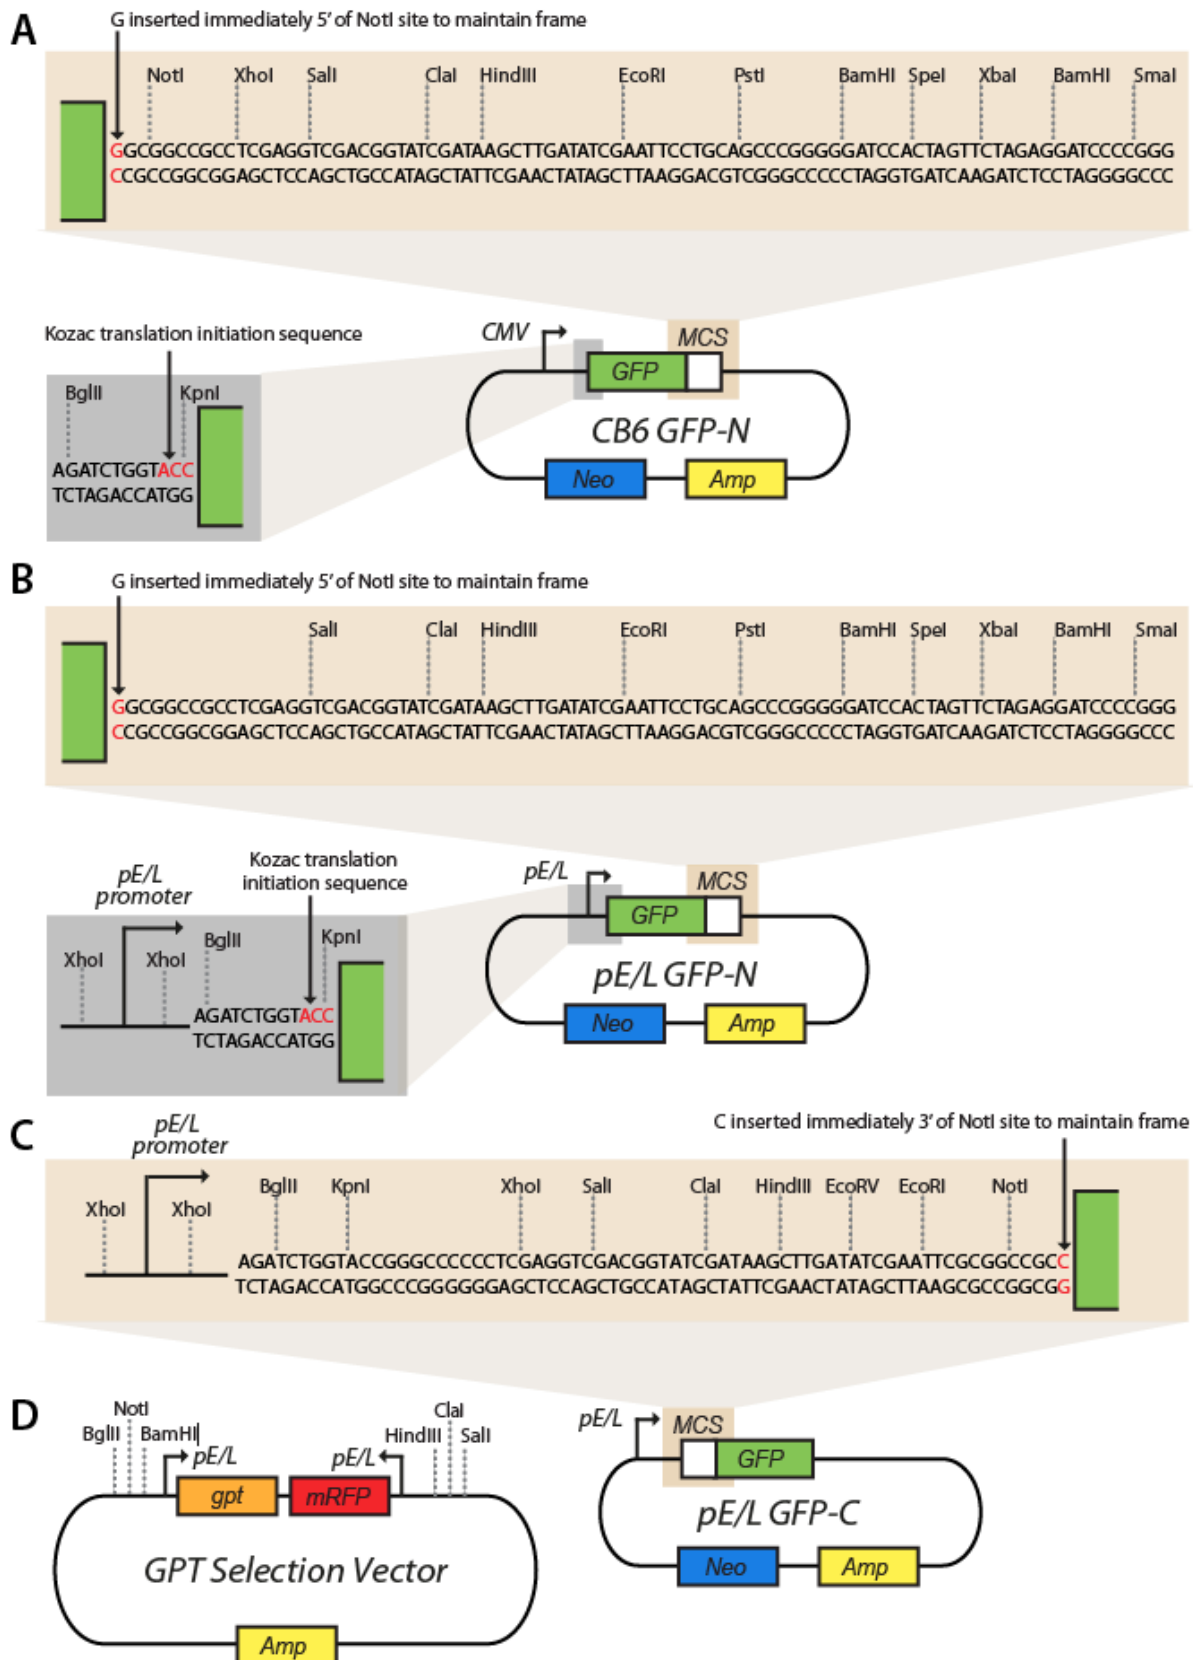 A
G inserted immediately 5' of NotI site to maintain frame
NotI XhoI SalI ClaI HindIII EcoRI PstI BamHI SpeI XbaI BamHI SmaI
GGCGGCCGCCTCGAGGTCGACGGTATCGATAAGCTTGATATCGAATTCCTGCAGCCCGGGGGATCCACTAGTTCTAGAGGATCCCCGGG
CCGCCGGCGGAGCTCCAGCTGCCATAGCTATTCGAACTATAGCTTAAGGACGTCGGGCCCCCTAGGTGATCAAGATCTCCTAGGGGCCC
Kozac translation initiation sequence
BglII KpnI
AGATCTGGTACC
TCTAGACCATGG
CMV
MCS
GFP
CB6 GFP-N
Neo Amp
B
G inserted immediately 5' of NotI site to maintain frame
SalI ClaI HindIII EcoRI PstI BamHI SpeI XbaI BamHI SmaI
GGCGGCCGCCTCGAGGTCGACGGTATCGATAAGCTTGATATCGAATTCCTGCAGCCCGGGGGATCCACTAGTTCTAGAGGATCCCCGGG
CCGCCGGCGGAGCTCCAGCTGCCATAGCTATTCGAACTATAGCTTAAGGACGTCGGGCCCCCTAGGTGATCAAGATCTCCTAGGGGCCC
pE/L
promoter
Kozac translation
initiation sequence
XhoI XhoI BglII KpnI
AGATCTGGTACC
TCTAGACCATGG
pE/L
MCS
GFP
pE/L GFP-N
Neo Amp
C
pE/L
promoter
C inserted immediately 3' of NotI site to maintain frame
XhoI XhoI BglII KpnI XhoI SalI ClaI HindIII EcoRV EcoRI NotI
AGATCTGGTACCGGGCCCCCCCTCGAGGTCGACGGTATCGATAAGCTTGATATCGAATTCGCGGCCGCC
TCTAGACCATGGCCCGGGGGGGAGCTCCAGCTGCCATAGCTATTCGAACTATAGCTTAAGCGCCGGCGG
D
BglII NotI BamHI
pE/L
pE/L
HindIII ClaI SalI
gpt mRFP
GPT Selection Vector
Amp
pE/L
MCS
GFP
pE/L GFP-C
Neo Amp